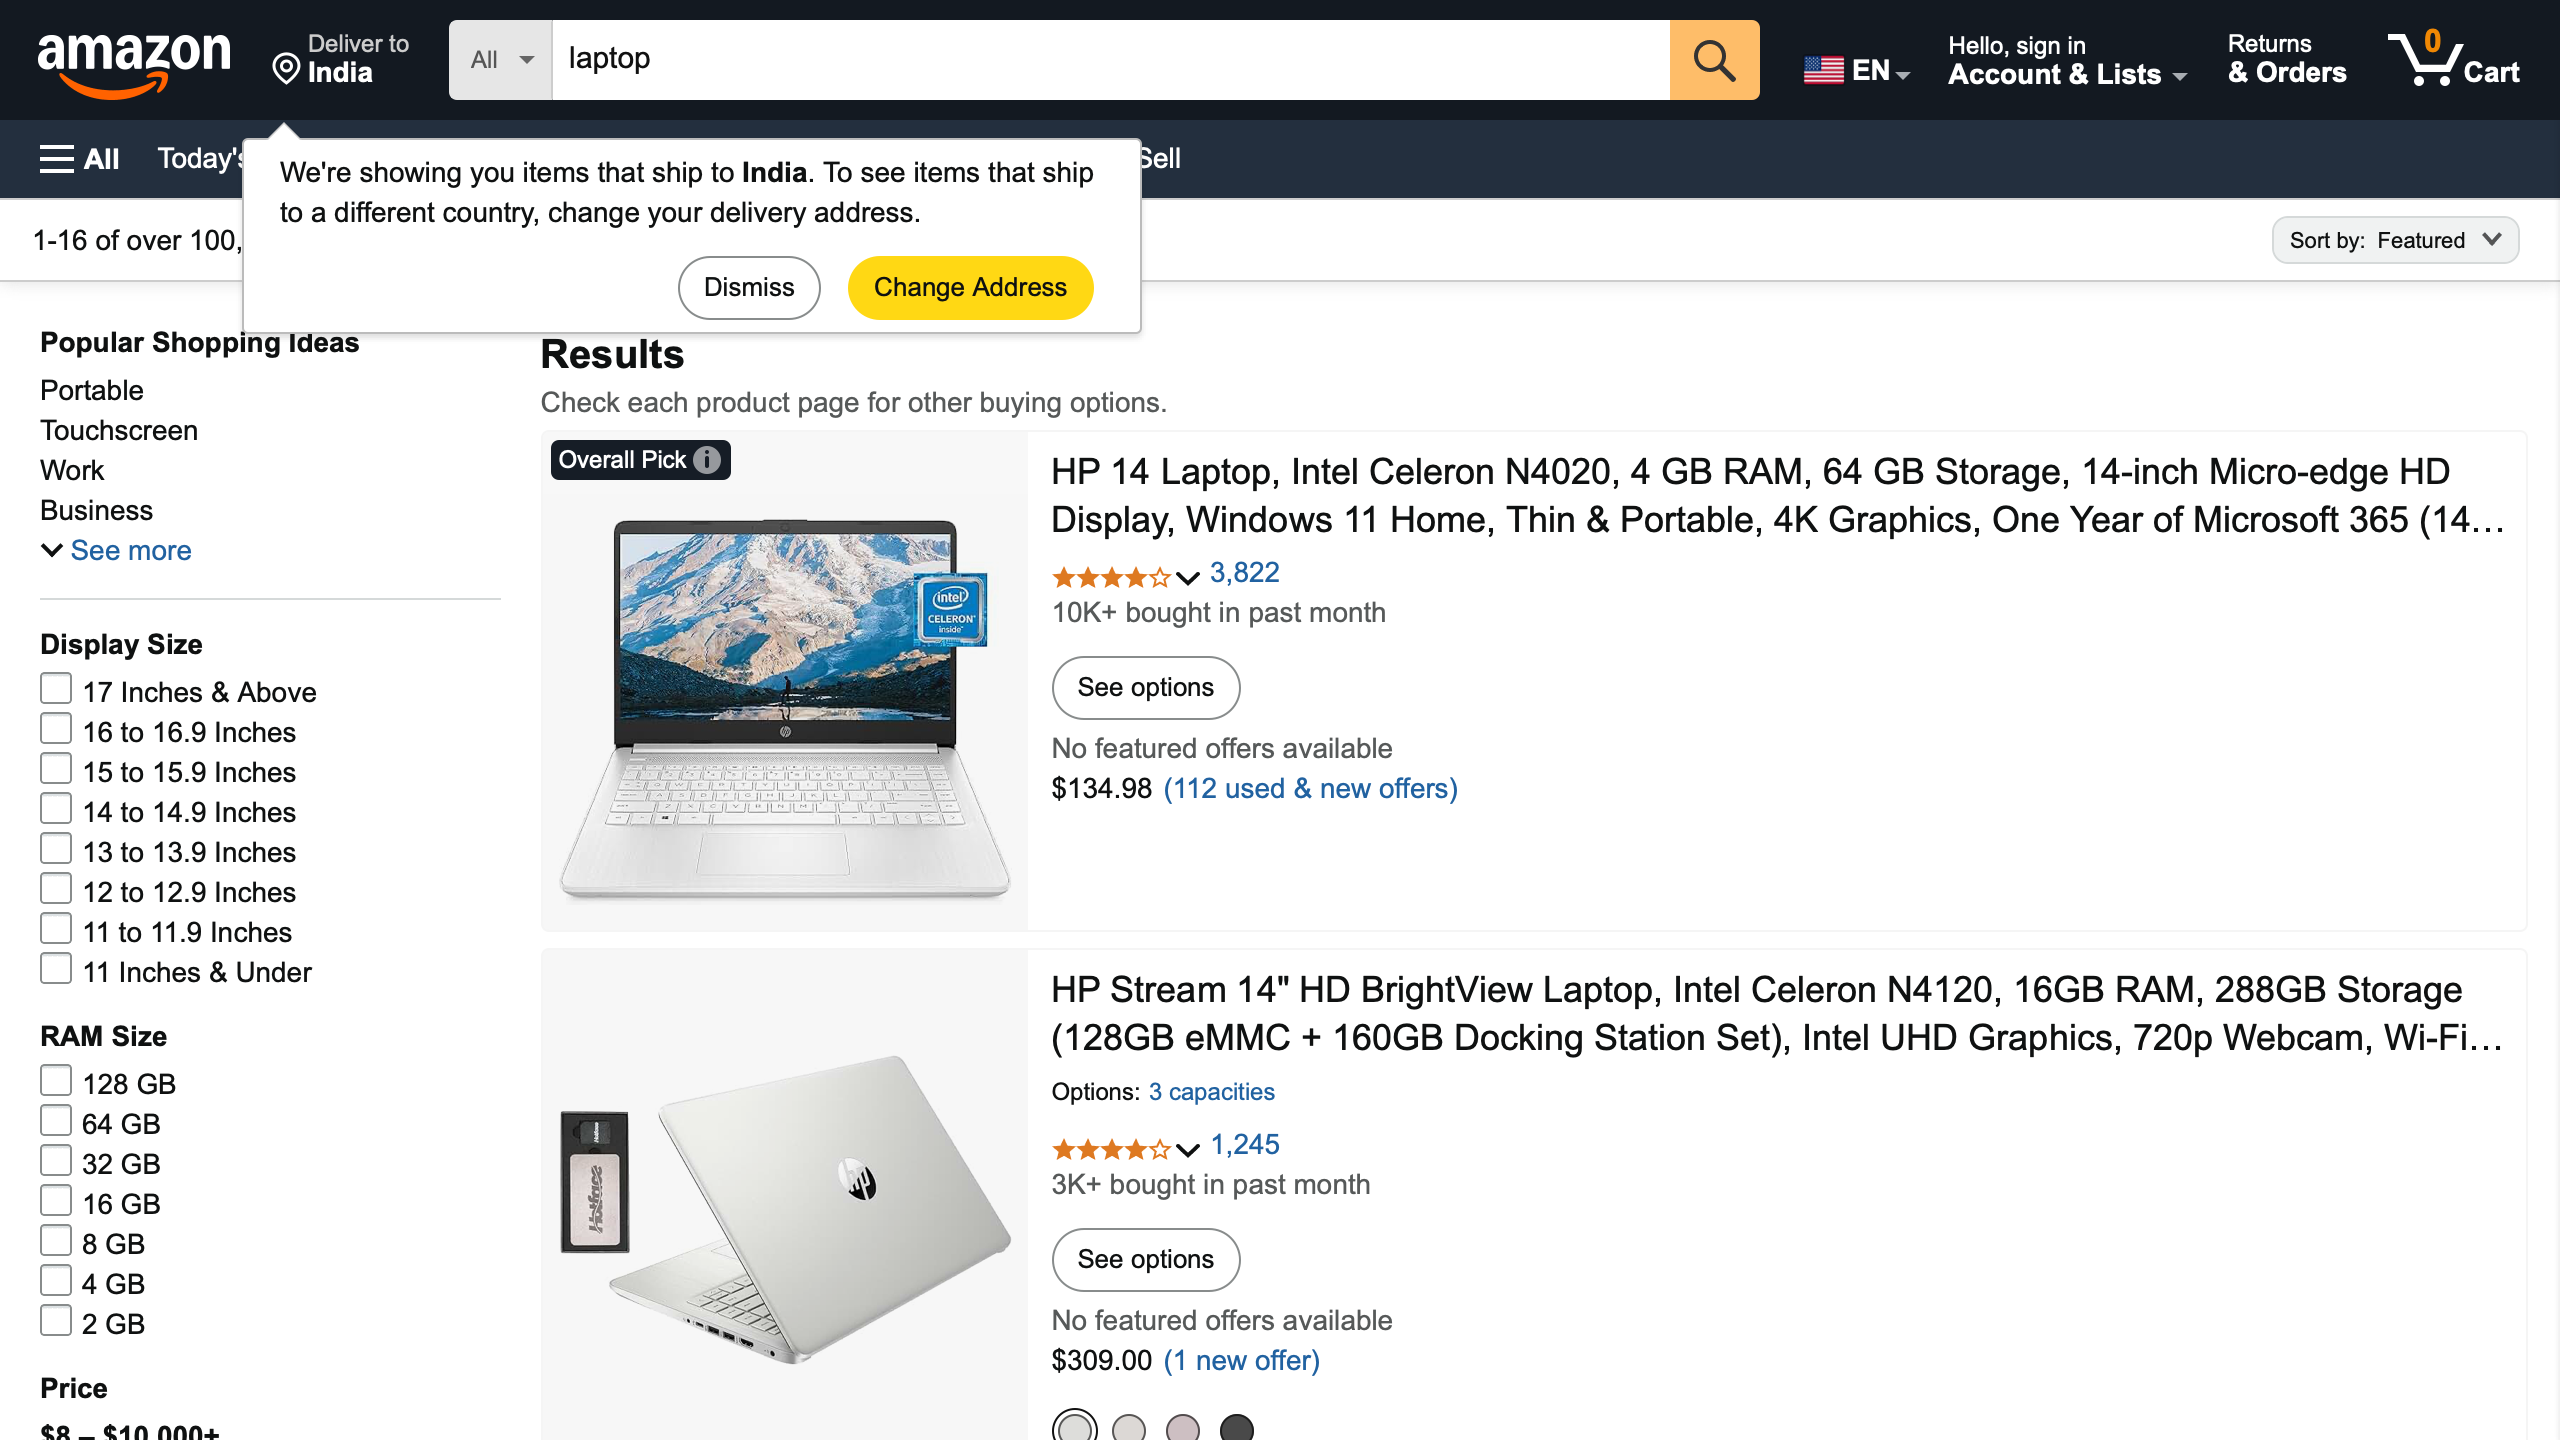 amazon
Deliver to
India
All
laptop
EN
Hello, sign in
Account & Lists
Returns
& Orders
0
Cart
All
Today's
Sell
We're showing you items that ship to India. To see items that ship
to a different country, change your delivery address.
Dismiss
Change Address
1-16 of over 100,
Sort by: Featured
Popular Shopping Ideas
Portable
Touchscreen
Work
Business
See more
Display Size
17 Inches & Above
16 to 16.9 Inches
15 to 15.9 Inches
14 to 14.9 Inches
13 to 13.9 Inches
12 to 12.9 Inches
11 to 11.9 Inches
11 Inches & Under
RAM Size
128 GB
64 GB
32 GB
16 GB
8 GB
4 GB
2 GB
Price
$8 – $10,000+
Results
Check each product page for other buying options.
Overall Pick
intel
CELERON
inside
hp
HP 14 Laptop, Intel Celeron N4020, 4 GB RAM, 64 GB Storage, 14-inch Micro-edge HD
Display, Windows 11 Home, Thin & Portable, 4K Graphics, One Year of Microsoft 365 (14...
3,822
10K+ bought in past month
See options
No featured offers available
$134.98 (112 used & new offers)
Hotface
hp
HP Stream 14" HD BrightView Laptop, Intel Celeron N4120, 16GB RAM, 288GB Storage
(128GB eMMC + 160GB Docking Station Set), Intel UHD Graphics, 720p Webcam, Wi-Fi...
Options: 3 capacities
1,245
3K+ bought in past month
See options
No featured offers available
$309.00 (1 new offer)